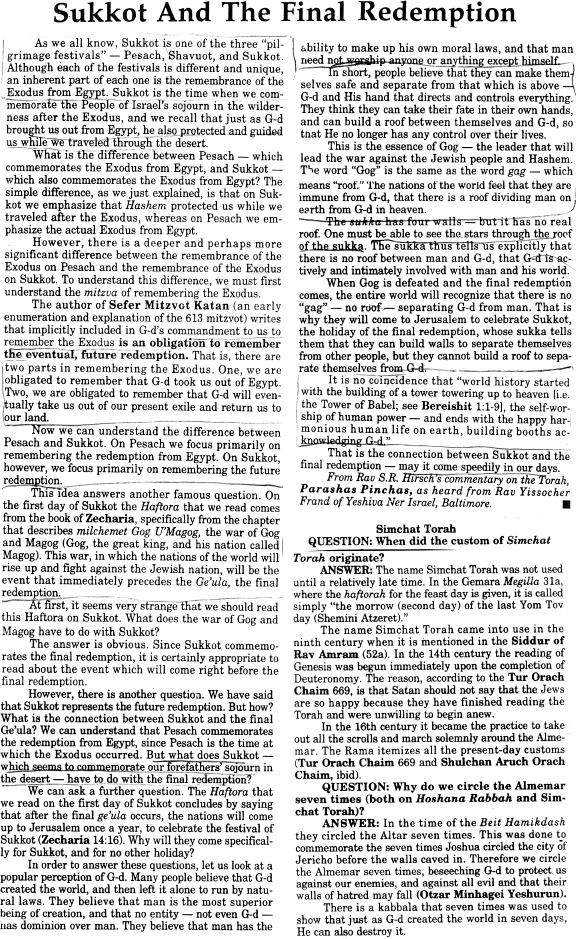 Sukkot And The Final Redemption
As we all know, Sukkot is one of the three "pil-
grimage festivals" — Pesach, Shavuot, and Sukkot.
Although each of the festivals is different and unique,
an inherent part of each one is the remembrance of the
Exodus from Egypt. Sukkot is the time when we com-
memorate the People of Israel's sojourn in the wilder-
ness after the Exodus, and we recall that just as G-d
brought us out from Egypt, he also protected and guided
us while we traveled through the desert.
What is the difference between Pesach — which
commemorates the Exodus from Egypt, and Sukkot —
which also commemorates the Exodus from Egypt? The
simple difference, as we just explained, is that on Suk-
kot we emphasize that Hashem protected us while we
traveled after the Exodus, whereas on Pesach we em-
phasize the actual Exodus from Egypt.
However, there is a deeper and perhaps more
significant difference between the remembrance of the
Exodus on Pesach and the remembrance of the Exodus
on Sukkot. To understand this difference, we must first
understand the mitzva of remembering the Exodus.
The author of Sefer Mitzvot Katan (an early
enumeration and explanation of the 613 mitzvot) writes
that implicitly included in G-d's commandment to us to
remember the Exodus is an obligation to remember
the eventual, future redemption. That is, there are
two parts in remembering the Exodus. One, we are
obligated to remember that G-d took us out of Egypt.
Two, we are obligated to remember that G-d will even-
tually take us out of our present exile and return us to
our land.
Now we can understand the difference between
Pesach and Sukkot. On Pesach we focus primarily on
remembering the redemption from Egypt. On Sukkot,
however, we focus primarily on remembering the future
redemption.
This idea answers another famous question. On
the first day of Sukkot the Haftora that we read comes
from the book of Zecharia, specifically from the chapter
that describes milchemet Gog U'Magog, the war of Gog
and Magog (Gog, the great king, and his nation called
Magog). This war, in which the nations of the world will
rise up and fight against the Jewish nation, will be the
event that immediately precedes the Ge'ula, the final
redemption.
At first, it seems very strange that we should read
this Haftora on Sukkot. What does the war of Gog and
Magog have to do with Sukkot?
The answer is obvious. Since Sukkot commemo-
rates the final redemption, it is certainly appropriate to
read about the event which will come right before the
final redemption.
However, there is another question. We have said
that Sukkot represents the future redemption. But how?
What is the connection between Sukkot and the final
Ge'ula? We can understand that Pesach commemorates
the redemption from Egypt, since Pesach is the time at
which the Exodus occurred. But what does Sukkot —
which seems to commemorate our forefathers' sojourn in
the desert — have to do with the final redemption?
We can ask a further question. The Haftora that
we read on the first day of Sukkot concludes by saying
that after the final ge'ula occurs, the nations will come
up to Jerusalem once a year, to celebrate the festival of
Sukkot (Zecharia 14:16). Why will they come specifical-
ly for Sukkot, and for no other holiday?
In order to answer these questions, let us look at a
popular perception of G-d. Many people believe that G-d
created the world, and then left it alone to run by natu-
ral laws. They believe that man is the most superior
being of creation, and that no entity — not even G-d —
has dominion over man. They believe that man has the
ability to make up his own moral laws, and that man
need not worship anyone or anything except himself.
In short, people believe that they can make them-
selves safe and separate from that which is above —
G-d and His hand that directs and controls everything.
They think they can take their fate in their own hands,
and can build a roof between themselves and G-d, so
that He no longer has any control over their lives.
This is the essence of Gog — the leader that will
lead the war against the Jewish people and Hashem.
The word "Gog" is the same as the word gag — which
means "roof." The nations of the world feel that they are
immune from G-d, that there is a roof dividing man on
earth from G-d in heaven.
The sukka has four walls — but it has no real
roof. One must be able to see the stars through the roof
of the sukka. The sukka thus tells us explicitly that
there is no roof between man and G-d, that G-d is ac-
tively and intimately involved with man and his world.
When Gog is defeated and the final redemption
comes, the entire world will recognize that there is no
"gag" — no roof — separating G-d from man. That is
why they will come to Jerusalem to celebrate Sukkot,
the holiday of the final redemption, whose sukka tells
them that they can build walls to separate themselves
from other people, but they cannot build a roof to sepa-
rate themselves from G-d.
It is no coincidence that "world history started
with the building of a tower towering up to heaven [i.e.
the Tower of Babel; see Bereishit 1:1-9], the self-wor-
ship of human power — and ends with the happy har-
monious human life on earth, building booths ac-
knowledging G-d."
That is the connection between Sukkot and the
final redemption — may it come speedily in our days.
From Rav S.R. Hirsch's commentary on the Torah,
Parashas Pinchas, as heard from Rav Yissocher
Frand of Yeshiva Ner Israel, Baltimore.
Simchat Torah
QUESTION: When did the custom of Simchat
Torah originate?
ANSWER: The name Simchat Torah was not used
until a relatively late time. In the Gemara Megilla 31a,
where the haftorah for the feast day is given, it is called
simply "the morrow (second day) of the last Yom Tov
day (Shemini Atzeret)."
The name Simchat Torah came into use in the
ninth century when it is mentioned in the Siddur of
Rav Amram (52a). In the 14th century the reading of
Genesis was begun immediately upon the completion of
Deuteronomy. The reason, according to the Tur Orach
Chaim 669, is that Satan should not say that the Jews
are so happy because they have finished reading the
Torah and were unwilling to begin anew.
In the 16th century it became the practice to take
out all the scrolls and march solemnly around the Alme-
mar. The Rama itemizes all the present-day customs
(Tur Orach Chaim 669 and Shulchan Aruch Orach
Chaim, ibid).
QUESTION: Why do we circle the Almemar
seven times (both on Hoshana Rabbah and Sim-
chat Torah)?
ANSWER: In the time of the Beit Hamikdash
they circled the Altar seven times. This was done to
commemorate the seven times Joshua circled the city of
Jericho before the walls caved in. Therefore we circle
the Almemar seven times, beseeching G-d to protect us
against our enemies, and against all evil and that their
walls of hatred may fall (Otzar Minhagei Yeshurun).
There is a kabbala that seven times was used to
show that just as G-d created the world in seven days,
He can also destroy it.